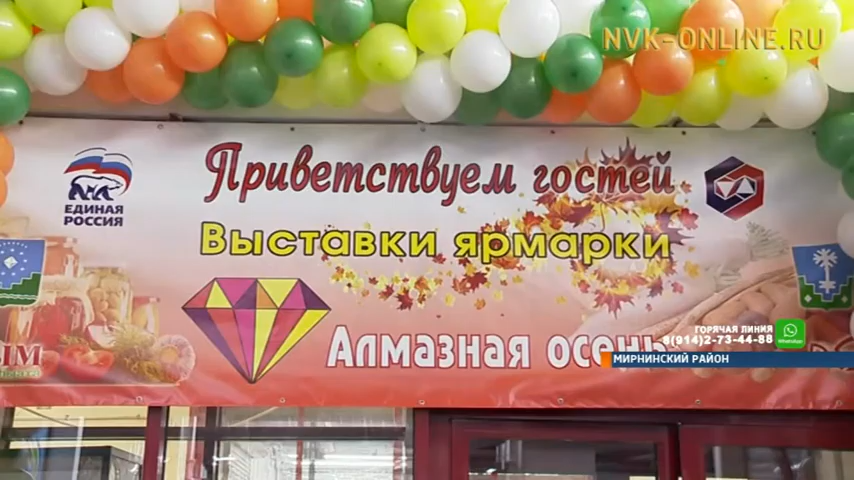 NVK-ONLINE.RU
Приветствуем гостей
ЕДИНАЯ
РОССИЯ
Выставки ярмарки
Алмазная осень
ГОРЯЧАЯ ЛИНИЯ
8(914)2-73-44-88
WhatsApp
МИРНИНСКИЙ РАЙОН